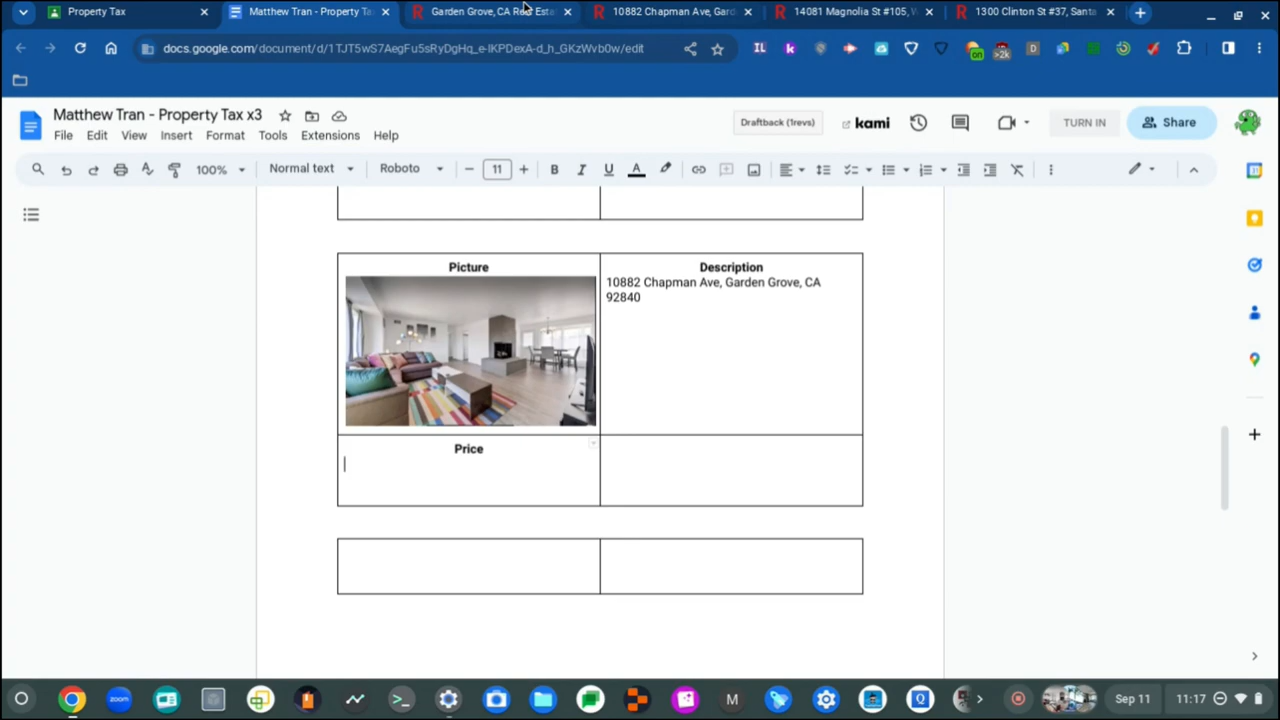 Property Tax
Matthew Tran - Property Ta
Garden Grove, CA Real Esta
10882 Chapman Ave, Gard
14081 Magnolia St #105, W
1300 Clinton St #37, Santa
docs.google.com/document/d/1TJT5wS7AegFu5sRyDgHq_e-IKPDexA-d_h_GKzWvb0w/edit
Matthew Tran - Property Tax x3
File Edit View Insert Format Tools Extensions Help
Draftback (1revs)
kami
TURN IN
Share
100%
Normal text
Roboto
11
Picture
Description
10882 Chapman Ave, Garden Grove, CA
92840
Price
zoom
M
Q
Sep 11
11:17